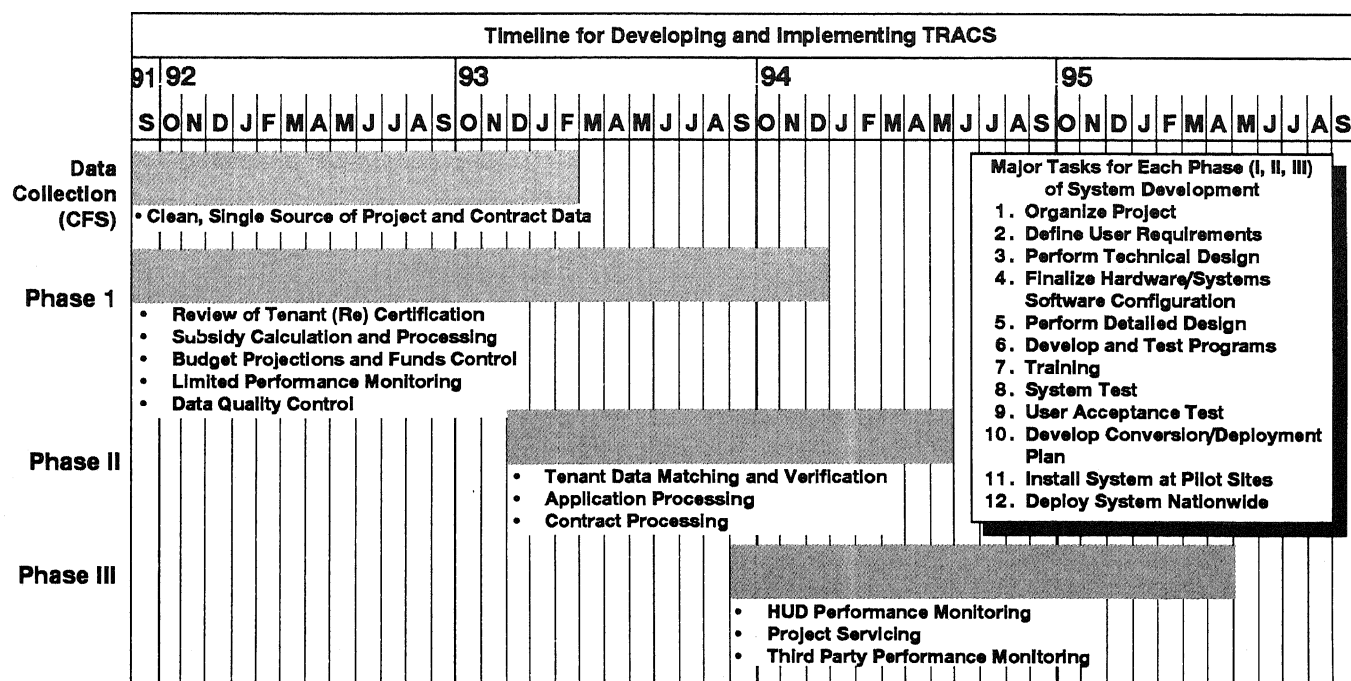 Timeline for Developing and Implementing TRACS
91 92 93 94 95
S O N D J F M A M J J A S O N D J F M A M J J A S O N D J F M A M J J A S O N D J F M A M J J A S
Data
Collection
(CFS)
• Clean, Single Source of Project and Contract Data
Phase 1
• Review of Tenant (Re) Certification
• Subsidy Calculation and Processing
• Budget Projections and Funds Control
• Limited Performance Monitoring
• Data Quality Control
Phase II
• Tenant Data Matching and Verification
• Application Processing
• Contract Processing
Phase III
• HUD Performance Monitoring
• Project Servicing
• Third Party Performance Monitoring
Major Tasks for Each Phase (I, II, III)
of System Development
1. Organize Project
2. Define User Requirements
3. Perform Technical Design
4. Finalize Hardware/Systems
Software Configuration
5. Perform Detailed Design
6. Develop and Test Programs
7. Training
8. System Test
9. User Acceptance Test
10. Develop Conversion/Deployment
Plan
11. Install System at Pilot Sites
12. Deploy System Nationwide